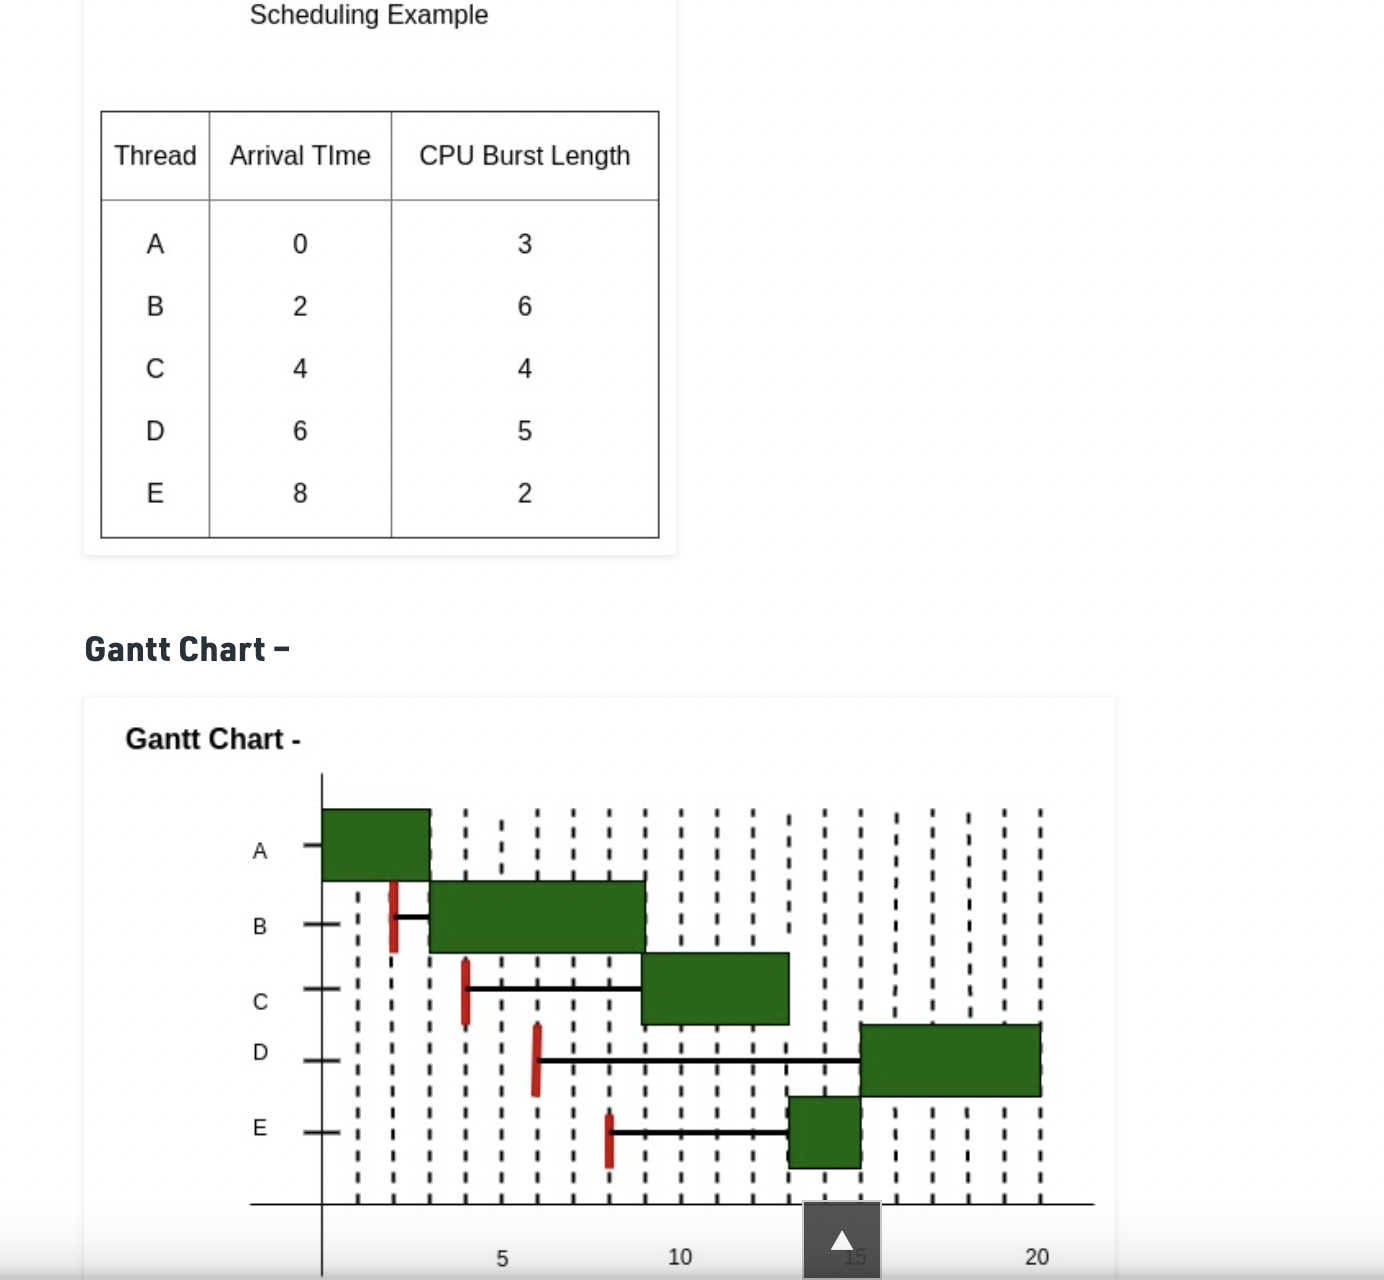 Scheduling Example
Thread Arrival TIme CPU Burst Length
A 0 3
B 2 6
C 4 4
D 6 5
E 8 2
Gantt Chart –
Gantt Chart -
A
B
C
D
E
5 10 15 20